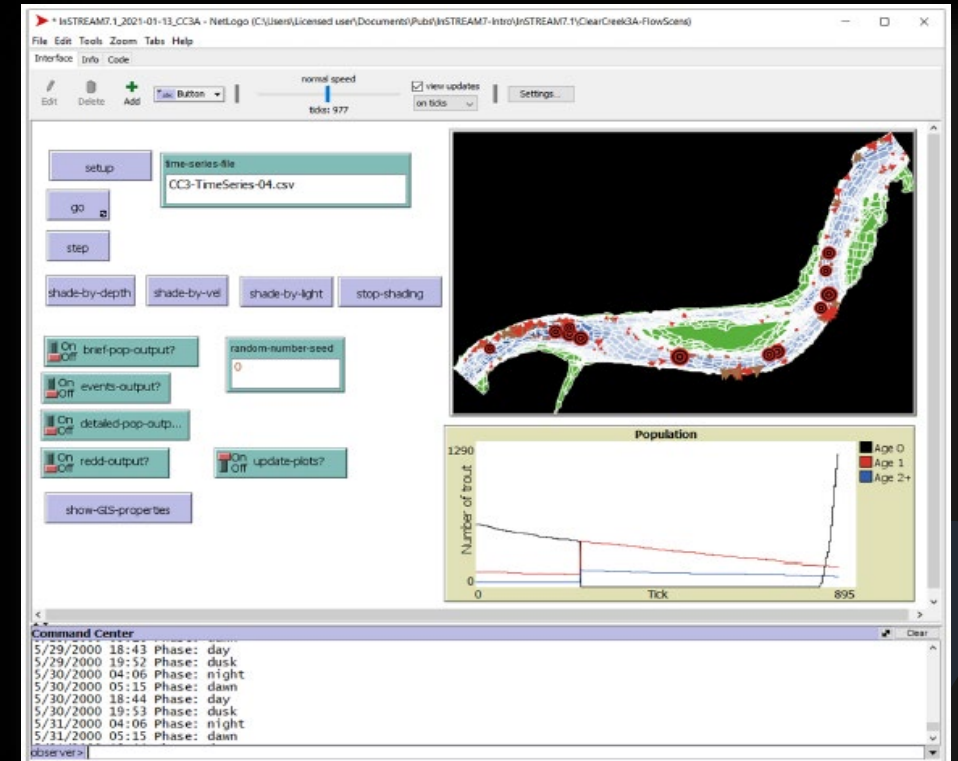 * InSTREAM7.1_2021-01-13_CC3A - NetLogo {C:\Users\Licensed user\Documents\Pubs\InSTREAM7-Intro\InSTREAM7.1\ClearCreek3A-FlowScens}
File Edit Tools Zoom Tabs Help
Interface Info Code
Edit Delete Add Button normal speed ticks: 977 view updates on ticks Settings...
setup
time-series-file
CC3-TimeSeries-04.csv
go
step
shade-by-depth shade-by-vel shade-by-light stop-shading
On Off brief-pop-output?
random-number-seed
0
On Off events-output?
On Off detailed-pop-outp...
On Off redd-output?
On Off update-plots?
show-GIS-properties
Population
1290
Number of trout
0
0 Tick 895
Age 0
Age 1
Age 2+
Command Center Clear
5/29/2000 18:43 Phase: day
5/29/2000 19:52 Phase: dusk
5/30/2000 04:06 Phase: night
5/30/2000 05:15 Phase: dawn
5/30/2000 18:44 Phase: day
5/30/2000 19:53 Phase: dusk
5/31/2000 04:06 Phase: night
5/31/2000 05:15 Phase: dawn
observer>